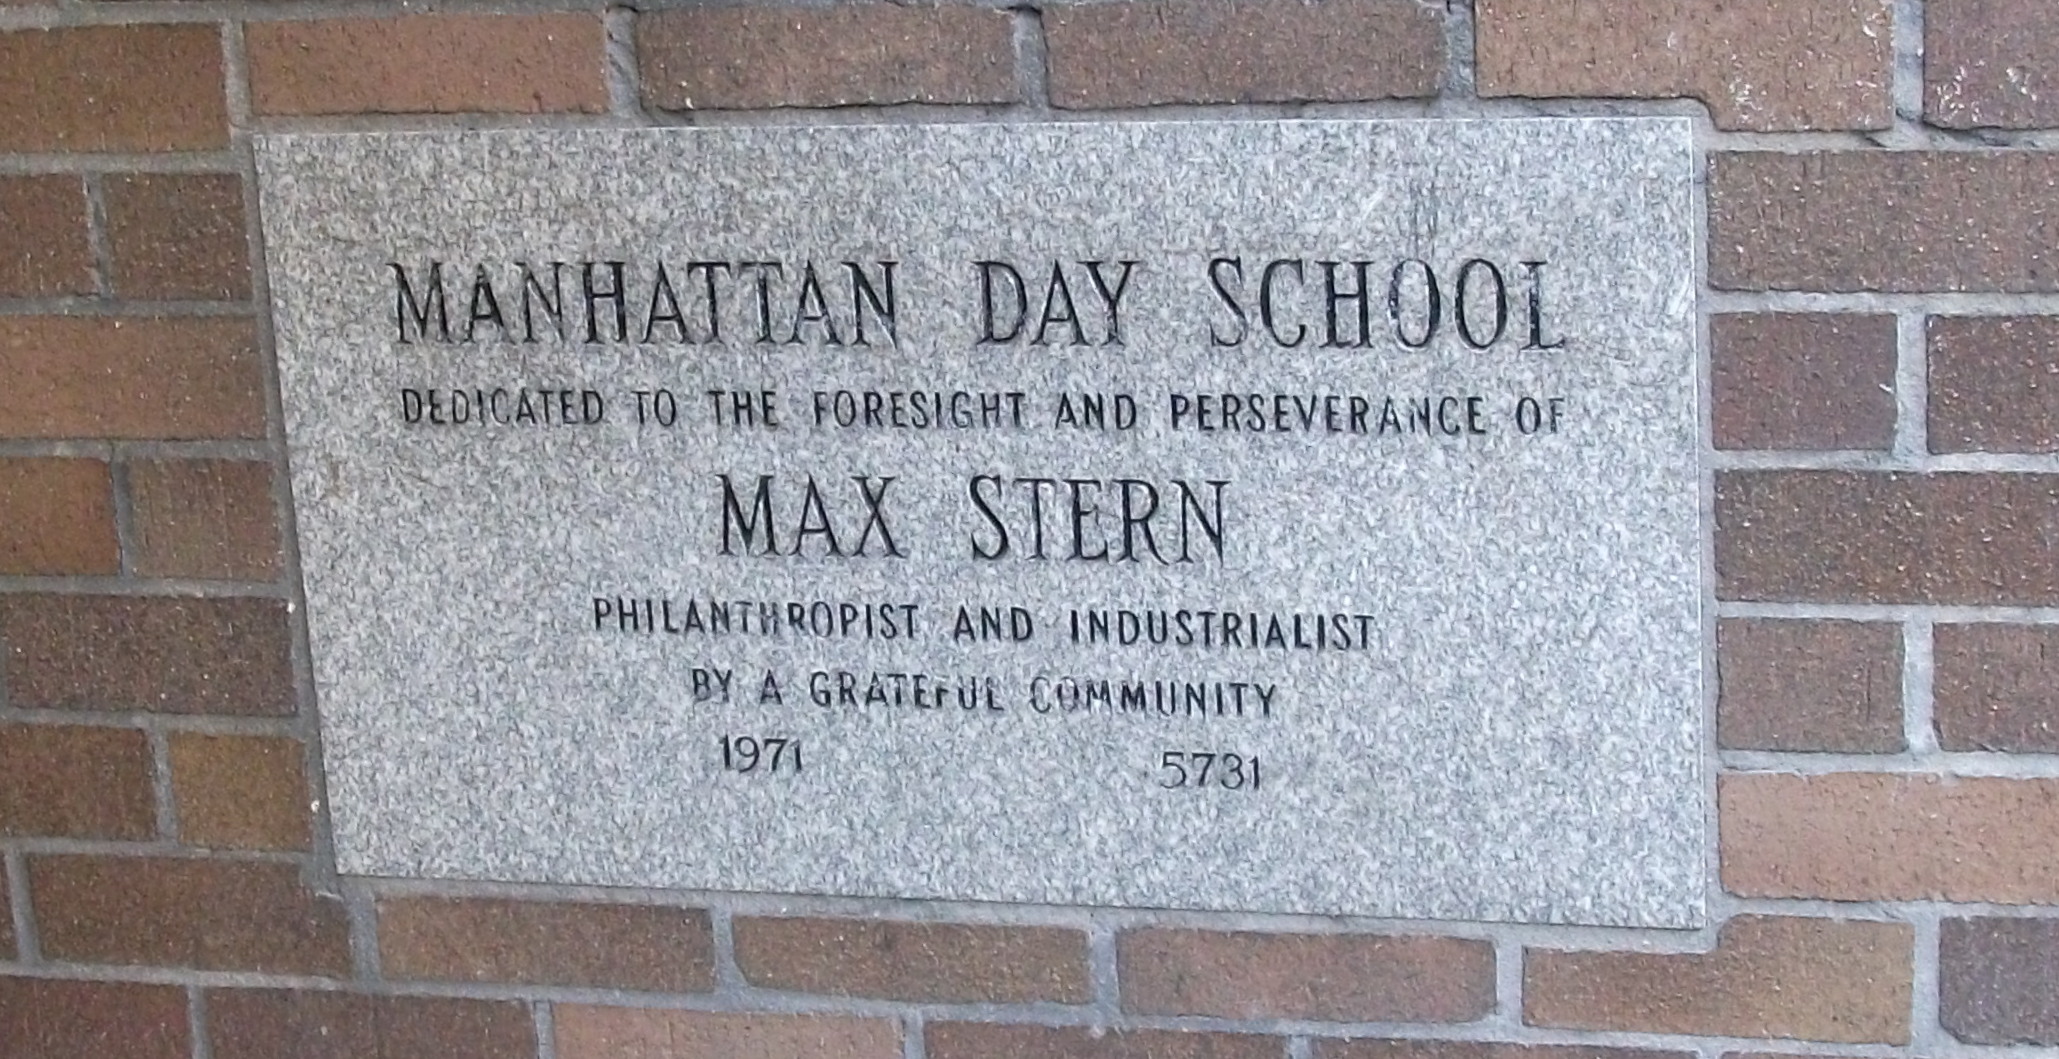 MANHATTAN DAY SCHOOL
DEDICATED TO THE FORESIGHT AND PERSEVERANCE OF
MAX STERN
PHILANTHROPIST AND INDUSTRIALIST
BY A GRATEFUL COMMUNITY
1971 5731